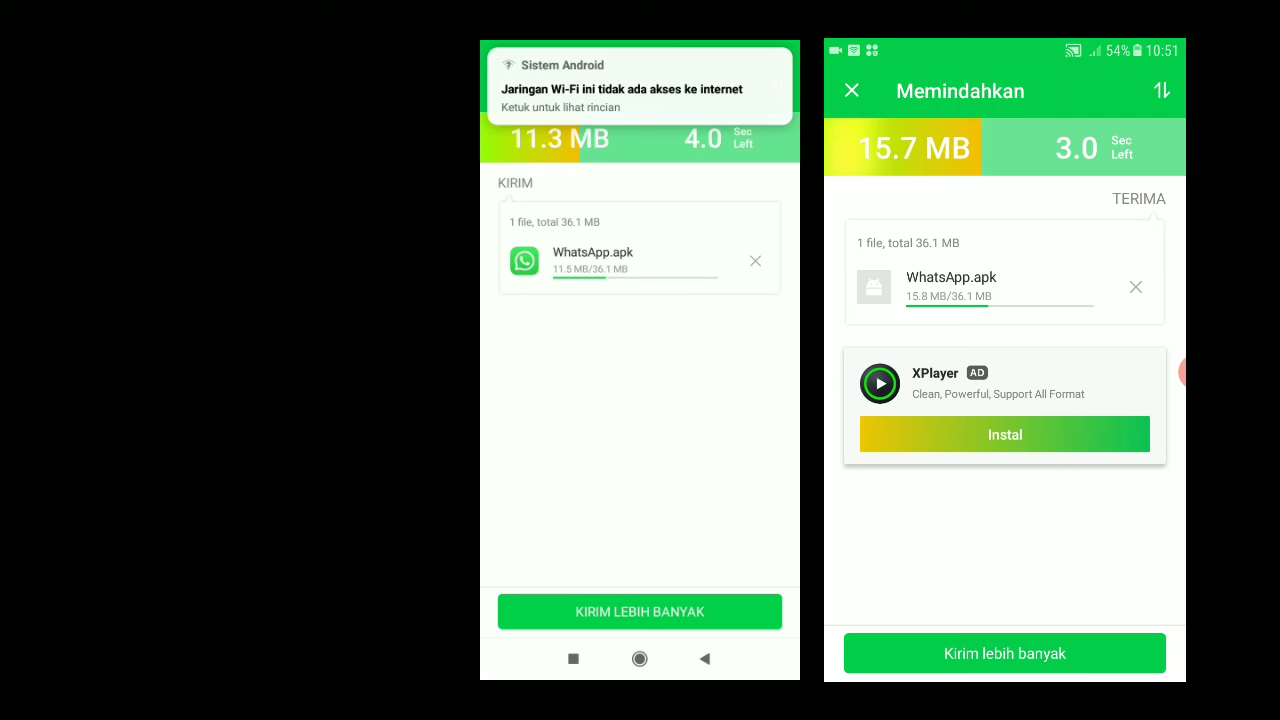 Sistem Android
Jaringan Wi-Fi ini tidak ada akses ke internet
Ketuk untuk lihat rincian
11.3 MB
4.0 Sec Left
KIRIM
1 file, total 36.1 MB
WhatsApp.apk
11.5 MB/36.1 MB
KIRIM LEBIH BANYAK
54% 10:51
Memindahkan
15.7 MB
3.0 Sec Left
TERIMA
1 file, total 36.1 MB
WhatsApp.apk
15.8 MB/36.1 MB
XPlayer AD
Clean, Powerful, Support All Format
Instal
Kirim lebih banyak